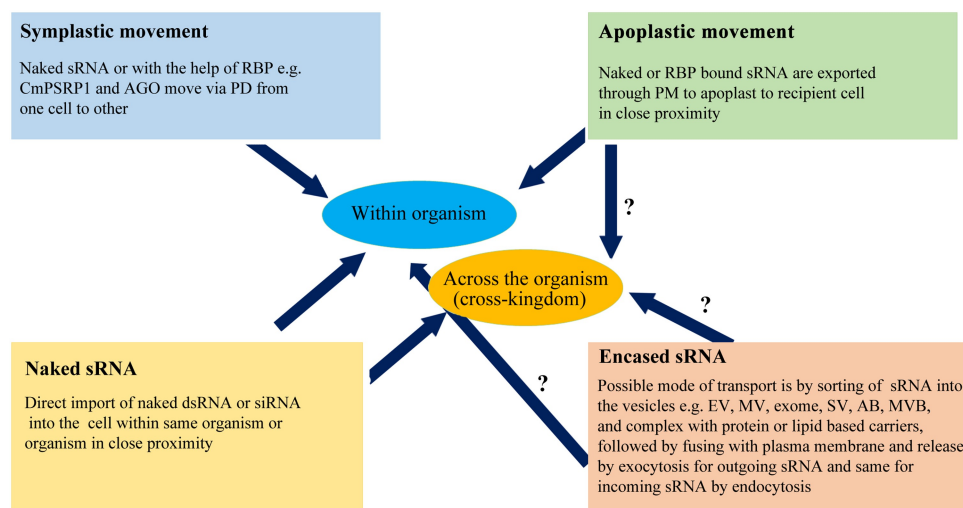 Symplastic movement
Naked sRNA or with the help of RBP e.g.
CmPSRP1 and AGO move via PD from
one cell to other
Apoplastic movement
Naked or RBP bound sRNA are exported
through PM to apoplast to recipient cell
in close proximity
Within organism
?
Across the organism
(cross-kingdom)
?
?
Naked sRNA
Direct import of naked dsRNA or siRNA
into the cell within same organism or
organism in close proximity
Encased sRNA
Possible mode of transport is by sorting of sRNA into
the vesicles e.g. EV, MV, exome, SV, AB, MVB,
and complex with protein or lipid based carriers,
followed by fusing with plasma membrane and release
by exocytosis for outgoing sRNA and same for
incoming sRNA by endocytosis